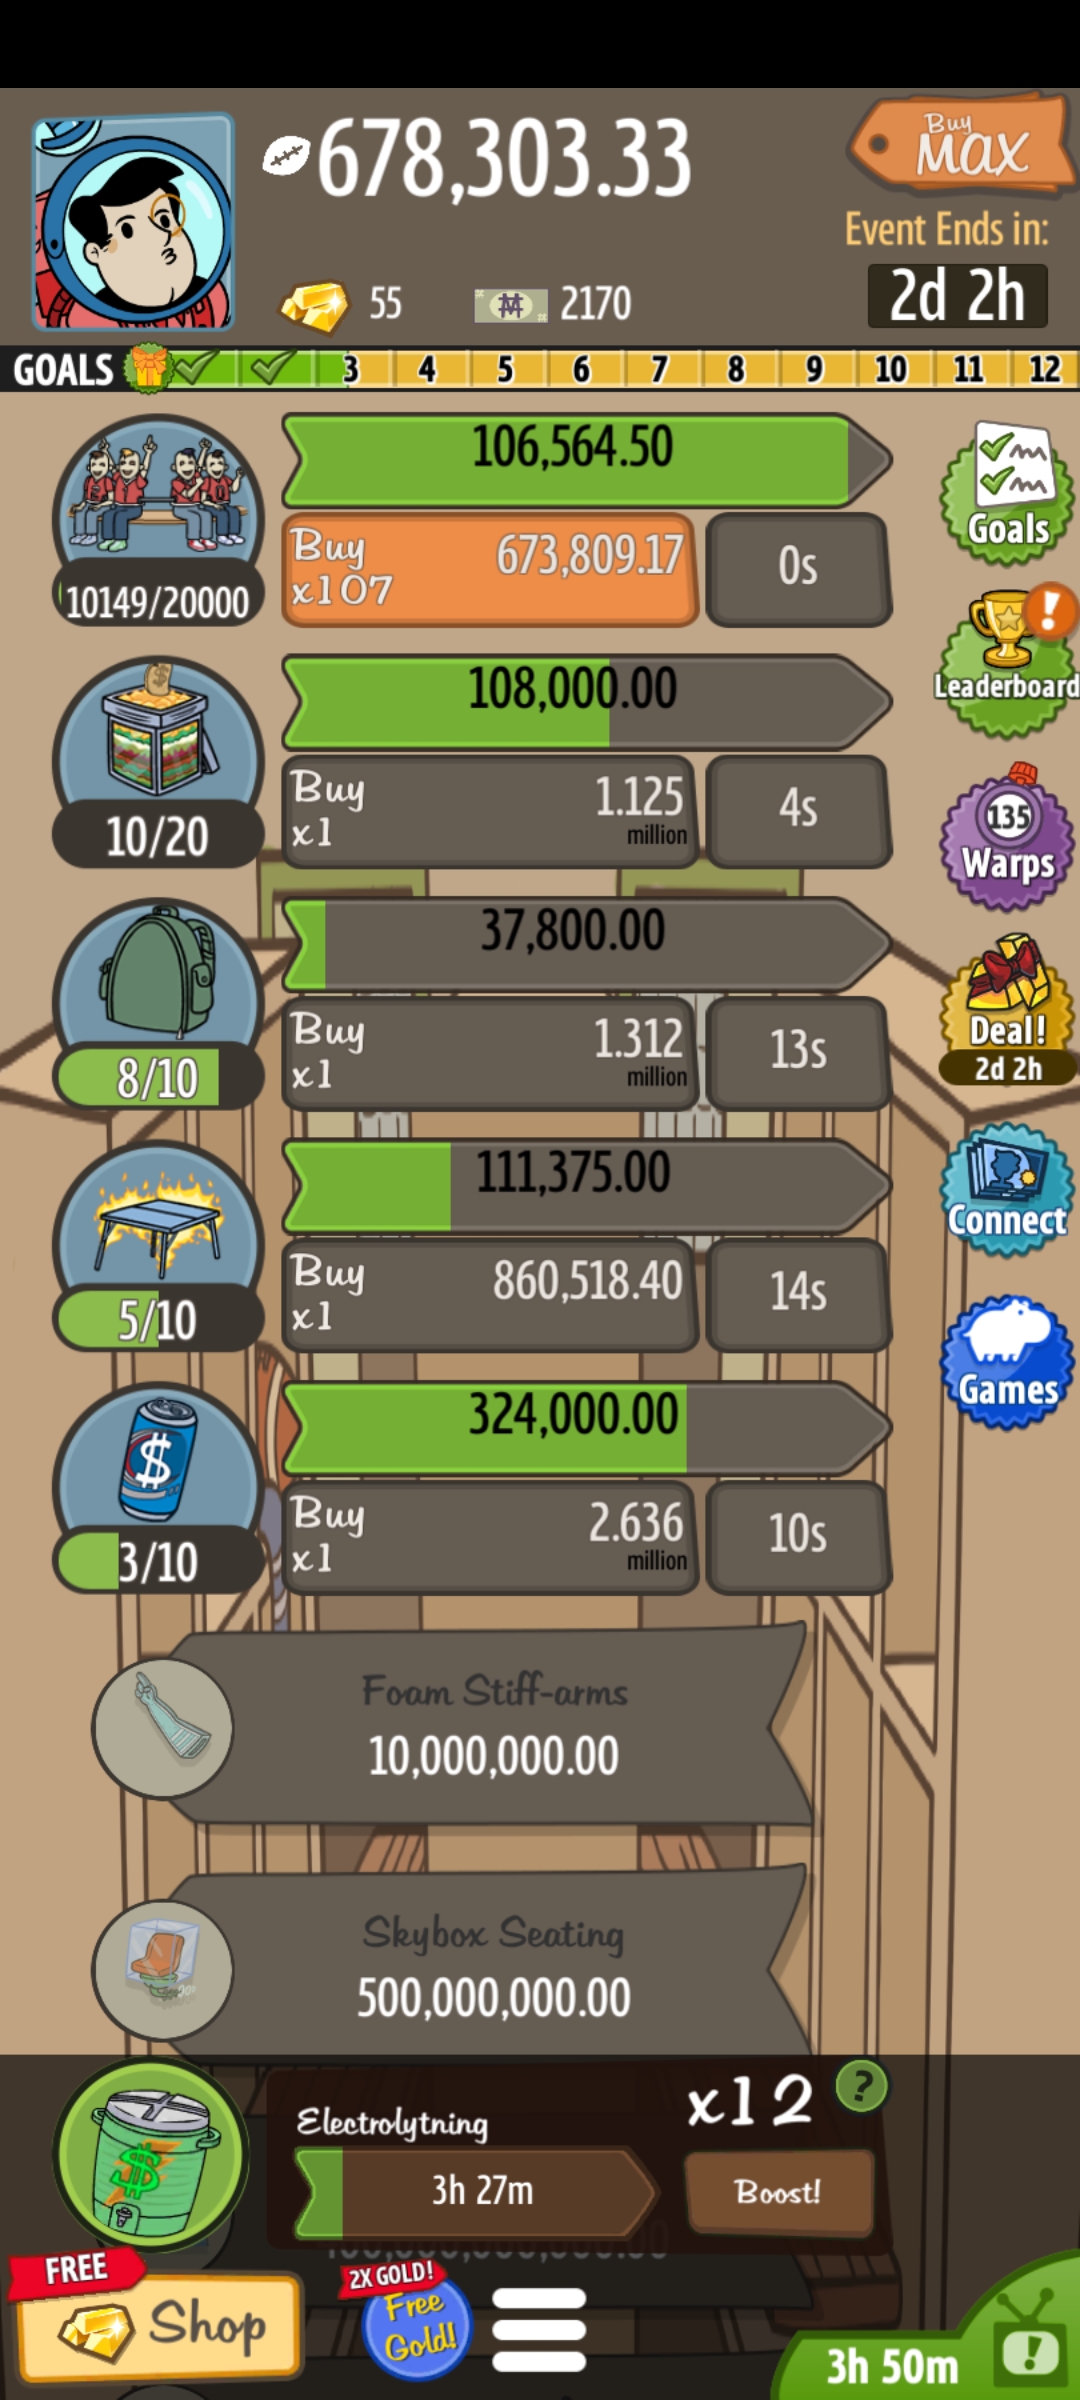 678,303.33
Buy
MAX
Event Ends in:
2d 2h
55
2170
GOALS 3 4 5 6 7 8 9 10 11 12
106,564.50
Buy
x107
673,809.17
0s
10149/20000
Goals
Leaderboard
108,000.00
Buy
x1
1.125
million
4s
10/20
135
Warps
37,800.00
Buy
x1
1.312
million
13s
8/10
Deal!
2d 2h
111,375.00
Buy
x1
860,518.40
14s
5/10
Connect
324,000.00
Buy
x1
2.636
million
10s
3/10
Games
Foam Stiff-arms
10,000,000.00
Skybox Seating
500,000,000.00
Electrolytning
x12
?
3h 27m
Boost!
FREE
Shop
2X GOLD!
Free
Gold!
3h 50m